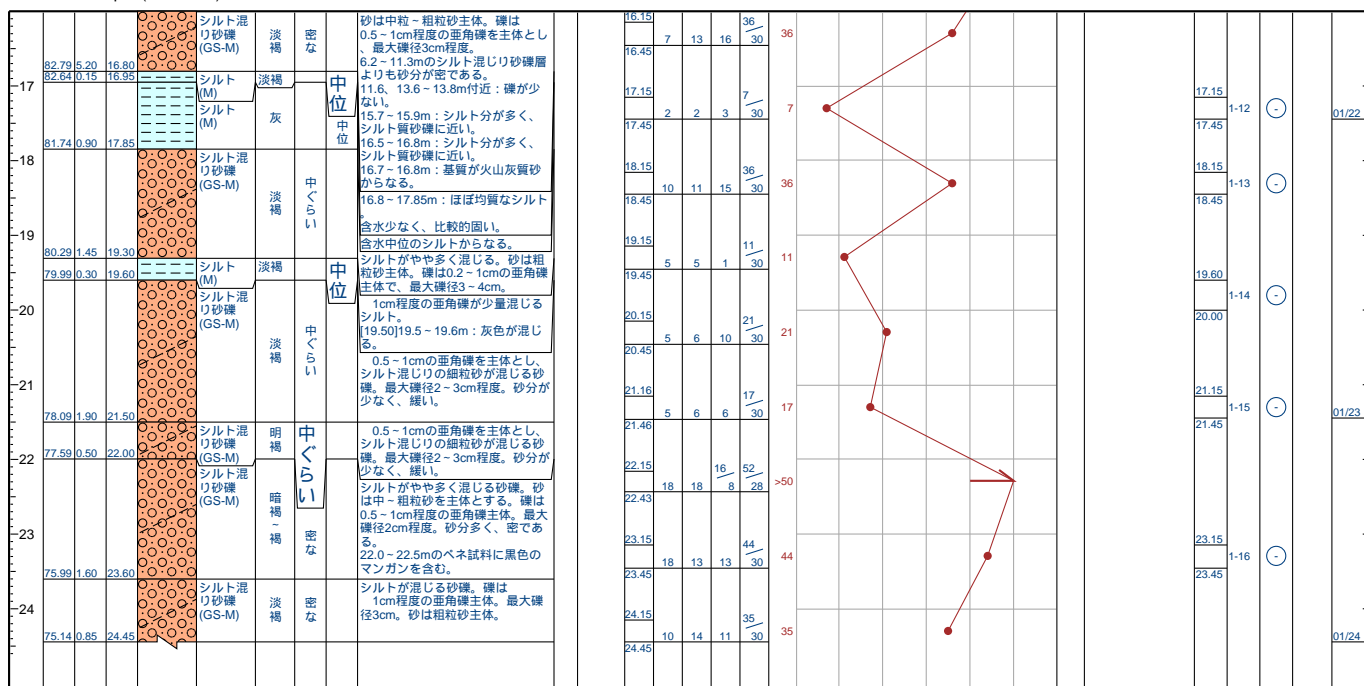 17
18
19
20
21
22
23
24
82.79 5.20 16.80
82.64 0.15 16.95
81.74 0.90 17.85
80.29 1.45 19.30
79.99 0.30 19.60
78.09 1.90 21.50
77.59 0.50 22.00
75.99 1.60 23.60
75.14 0.85 24.45
シルト混
り砂礫
(GS-M)
淡褐
密な
シルト
(M)
淡褐
中位
シルト
(M)
灰
中位
シルト混
り砂礫
(GS-M)
淡褐
中ぐらい
シルト
(M)
淡褐
中位
シルト混
り砂礫
(GS-M)
淡褐
中ぐらい
シルト混
り砂礫
(GS-M)
明褐
中ぐらい
シルト混
り砂礫
(GS-M)
暗褐~褐
密な
シルト混
り砂礫
(GS-M)
淡褐
密な
砂は中粒~粗粒砂主体。礫は
0.5~1cm程度の亜角礫を主体とし
、最大礫径3cm程度。
6.2~11.3mのシルト混じり砂礫層
よりも砂分が密である。
11.6、13.6~13.8m付近:礫が少
ない。
15.7~15.9m:シルト分が多く、
シルト質砂礫に近い。
16.5~16.8m:シルト分が多く、
シルト質砂礫に近い。
16.7~16.8m:基質が火山灰質砂
からなる。
16.8~17.85m:ほぼ均質なシルト
。
含水少なく、比較的固い。
含水中位のシルトからなる。
シルトがやや多く混じる。砂は粗
粒砂主体。礫は0.2~1cmの亜角礫
主体で、最大礫径3~4cm。
1cm程度の亜角礫が少量混じる
シルト。
[19.50]19.5~19.6m:灰色が混じ
る。
0.5~1cmの亜角礫を主体とし、
シルト混じりの細粒砂が混じる砂
礫。最大礫径2~3cm程度。砂分が
少なく、緩い。
0.5~1cmの亜角礫を主体とし、
シルト混じりの細粒砂が混じる砂
礫。最大礫径2~3cm程度。砂分が
少なく、緩い。
シルトがやや多く混じる砂礫。砂
は中~粗粒砂を主体とする。礫は
0.5~1cmの亜角礫主体。最大
礫径2cm程度。砂分多く、密であ
る。
22.0~22.5mのペネ試料に黒色の
マンガンを含む。
シルトが混じる砂礫。礫は
1cm程度の亜角礫主体。最大礫
径3cm。砂は粗粒砂主体。
16.15
16.45
7 13 16 36/30
36
17.15
17.45
2 2 3 7/30
7
18.15
18.45
10 11 15 36/30
36
19.15
19.45
5 5 1 11/30
11
20.15
20.45
5 6 10 21/30
21
21.16
21.46
5 6 6 17/30
17
22.15
22.43
18 18 16/8 52/28
>50
23.15
23.45
18 13 13 44/30
44
24.15
24.45
10 14 11 35/30
35
17.15
17.45
1-12
-
01/22
18.15
18.45
1-13
-
19.60
20.00
1-14
-
21.15
21.45
1-15
-
01/23
23.15
23.45
1-16
-
01/24